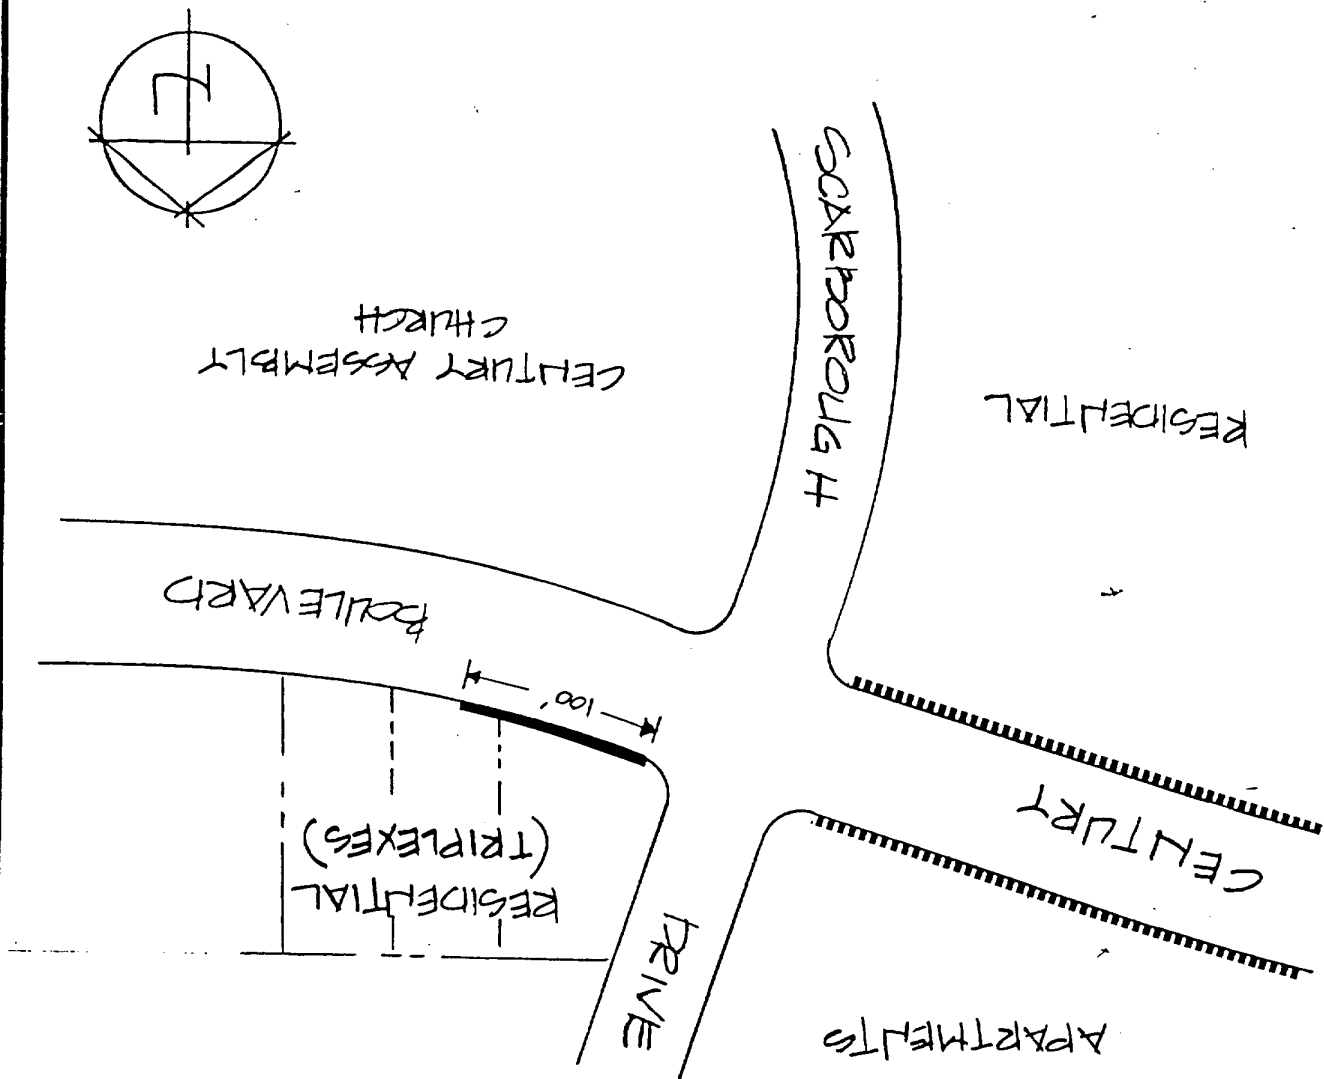 APARTMENTS
DRIVE
RESIDENTIAL
(TRIPLEXES)
CENTURY
100'
BOULEVARD
SCARBOROUGH
RESIDENTIAL
CENTURY ASSEMBLY
CHURCH
N